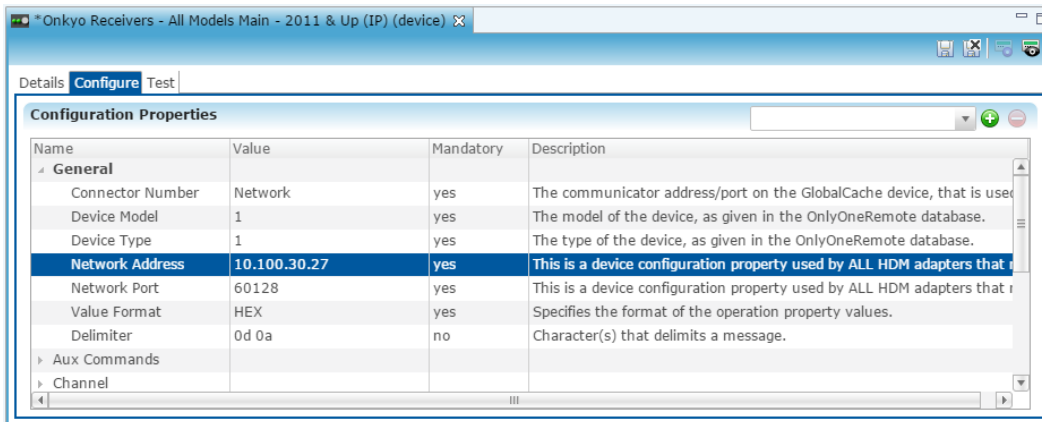 *Onkyo Receivers - All Models Main - 2011 & Up (IP) (device)
Details Configure Test
Configuration Properties
Name Value Mandatory Description
General
Connector Number Network yes The communicator address/port on the GlobalCache device, that is used
Device Model 1 yes The model of the device, as given in the OnlyOneRemote database.
Device Type 1 yes The type of the device, as given in the OnlyOneRemote database.
Network Address 10.100.30.27 yes This is a device configuration property used by ALL HDM adapters that
Network Port 60128 yes This is a device configuration property used by ALL HDM adapters that
Value Format HEX yes Specifies the format of the operation property values.
Delimiter 0d 0a no Character(s) that delimits a message.
Aux Commands
Channel